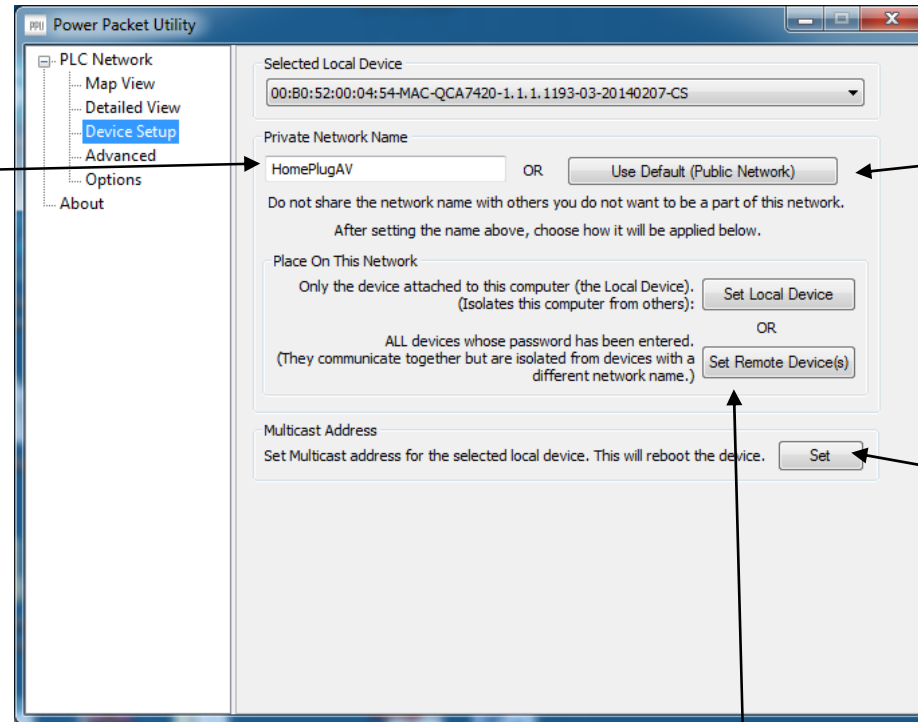 PPU Power Packet Utility
PLC Network
Map View
Detailed View
Device Setup
Advanced
Options
About
Selected Local Device
00:B0:52:00:04:54-MAC-QCA7420-1.1.1.1193-03-20140207-CS
Private Network Name
HomePlugAV OR Use Default (Public Network)
Do not share the network name with others you do not want to be a part of this network.
After setting the name above, choose how it will be applied below.
Place On This Network
Only the device attached to this computer (the Local Device).
(Isolates this computer from others):
Set Local Device
OR
ALL devices whose password has been entered.
(They communicate together but are isolated from devices with a
different network name.)
Set Remote Device(s)
Multicast Address
Set Multicast address for the selected local device. This will reboot the device. Set